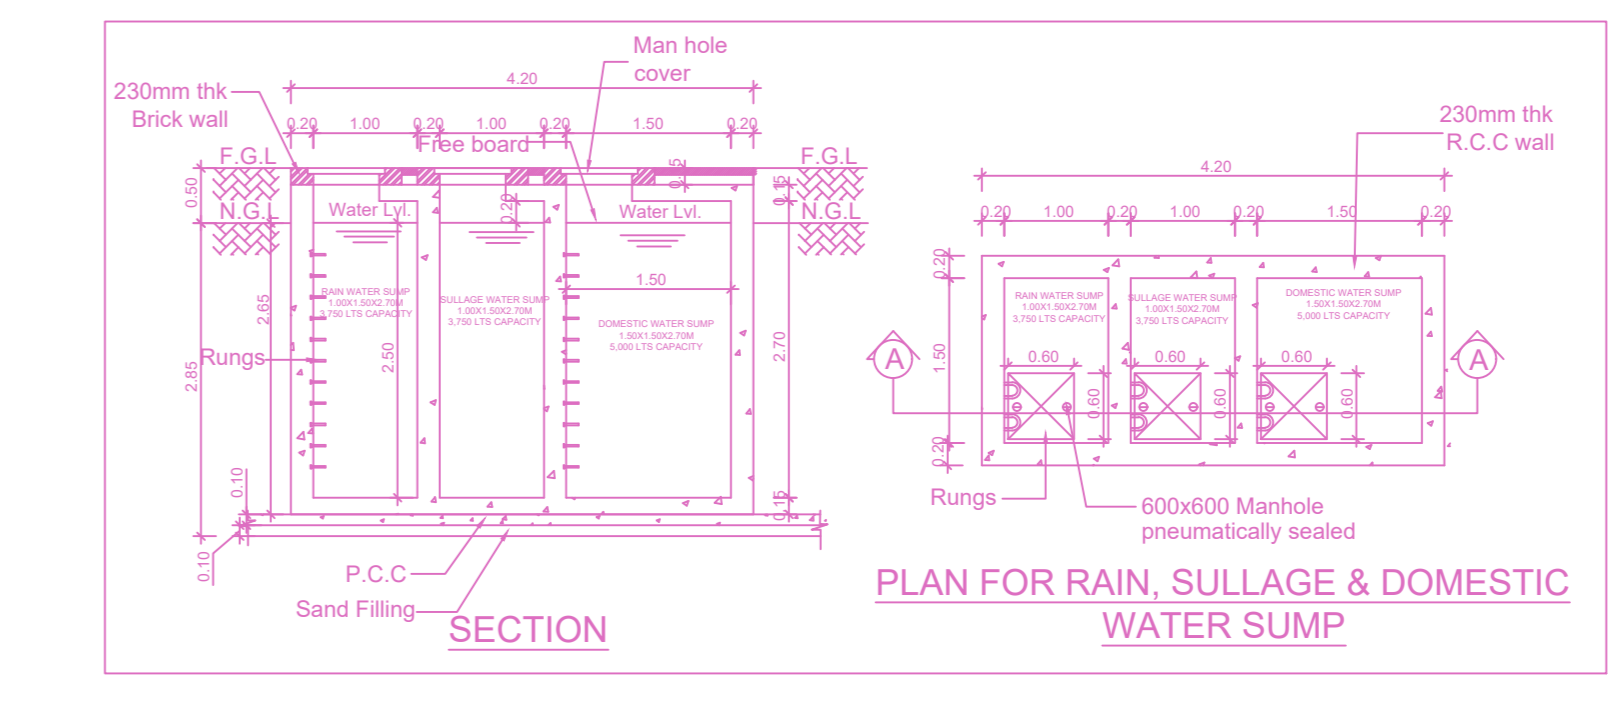 Man hole
cover
4.20
230mm thk
Brick wall
0.20 1.00 0.20 1.00 0.20 1.50 0.20
Free board
F.G.L
F.G.L
0.50
0.15
0.15
N.G.L
Water Lvl.
0.20
Water Lvl.
N.G.L
1.50
RAIN WATER SUMP
1.00X1.50X2.70M
3,750 LTS CAPACITY
SULLAGE WATER SUMP
1.00X1.50X2.70M
3,750 LTS CAPACITY
DOMESTIC WATER SUMP
1.50X1.50X2.70M
5,000 LTS CAPACITY
2.65
Rungs
2.50
2.70
2.85
0.10
0.15
0.10
P.C.C
Sand Filling
SECTION
230mm thk
R.C.C wall
4.20
0.20 1.00 0.20 1.00 0.20 1.50 0.20
0.20
RAIN WATER SUMP
1.00X1.50X2.70M
3,750 LTS CAPACITY
SULLAGE WATER SUMP
1.00X1.50X2.70M
3,750 LTS CAPACITY
DOMESTIC WATER SUMP
1.50X1.50X2.70M
5,000 LTS CAPACITY
A
1.50
0.60
0.60
0.60
A
0.60
0.60
0.60
0.20
Rungs
600x600 Manhole
pneumatically sealed
PLAN FOR RAIN, SULLAGE & DOMESTIC
WATER SUMP